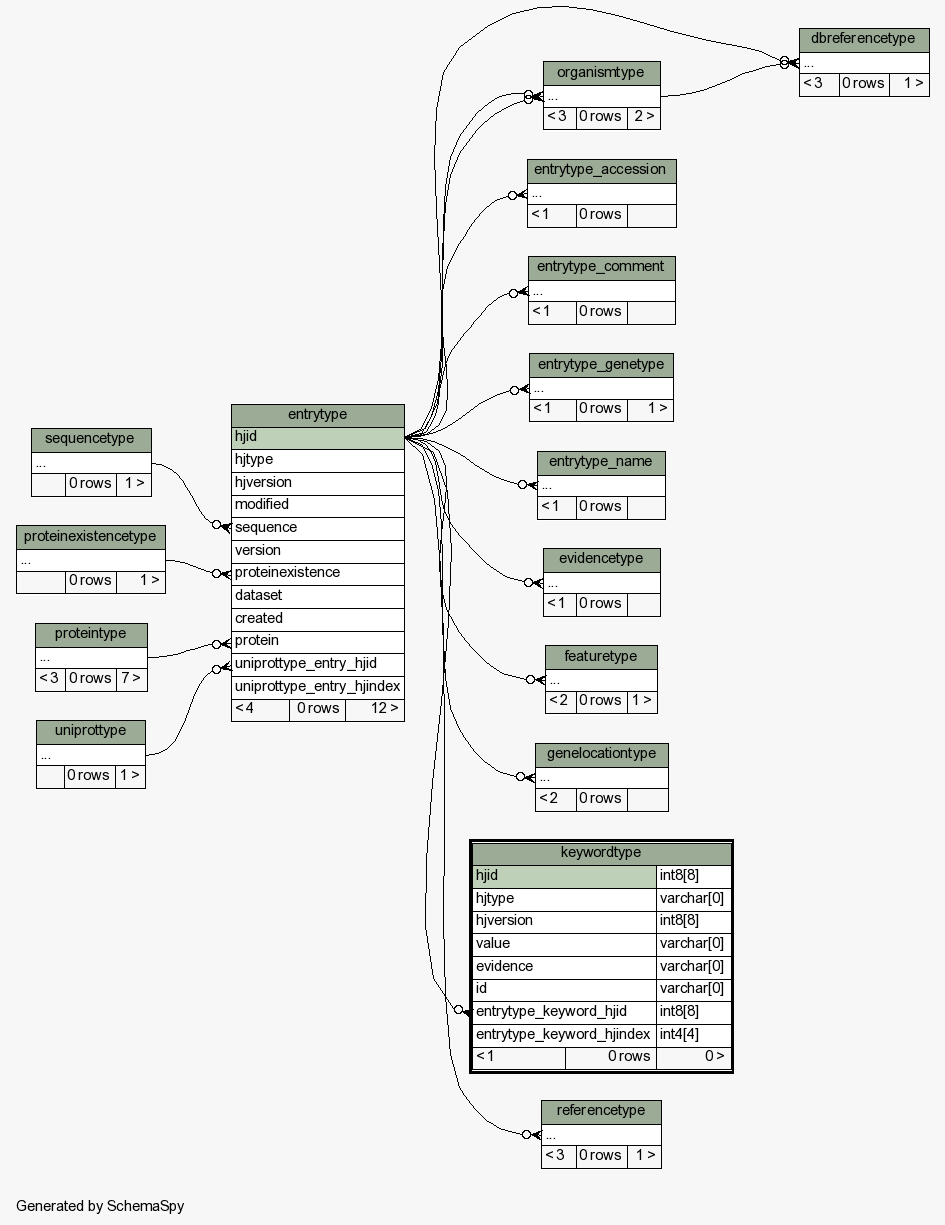 dbreferencetype
...
< 3 0 rows 1 >
organismtype
...
< 3 0 rows 2 >
entrytype_accession
...
< 1 0 rows
entrytype_comment
...
< 1 0 rows
entrytype_genetype
...
< 1 0 rows 1 >
entrytype
hjid
hjtype
hjversion
modified
sequence
version
proteinexistence
dataset
created
protein
uniprottype_entry_hjid
uniprottype_entry_hjindex
< 4 0 rows 12 >
sequencetype
...
0 rows 1 >
proteinexistencetype
...
0 rows 1 >
proteintype
...
< 3 0 rows 7 >
uniprottype
...
0 rows 1 >
entrytype_name
...
< 1 0 rows
evidencetype
...
< 1 0 rows
featuretype
...
< 2 0 rows 1 >
genelocationtype
...
< 2 0 rows
keywordtype
hjid int8[8]
hjtype varchar[0]
hjversion int8[8]
value varchar[0]
evidence varchar[0]
id varchar[0]
entrytype_keyword_hjid int8[8]
entrytype_keyword_hjindex int4[4]
< 1 0 rows 0 >
referencetype
...
< 3 0 rows 1 >
Generated by SchemaSpy